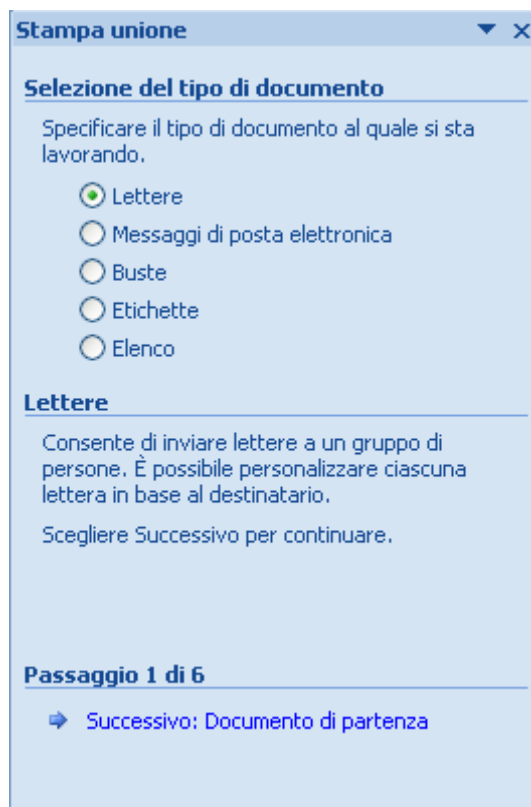 Stampa unione
Selezione del tipo di documento
Specificare il tipo di documento al quale si sta
lavorando.
Lettere
Messaggi di posta elettronica
Buste
Etichette
Elenco
Lettere
Consente di inviare lettere a un gruppo di
persone. È possibile personalizzare ciascuna
lettera in base al destinatario.
Scegliere Successivo per continuare.
Passaggio 1 di 6
Successivo: Documento di partenza